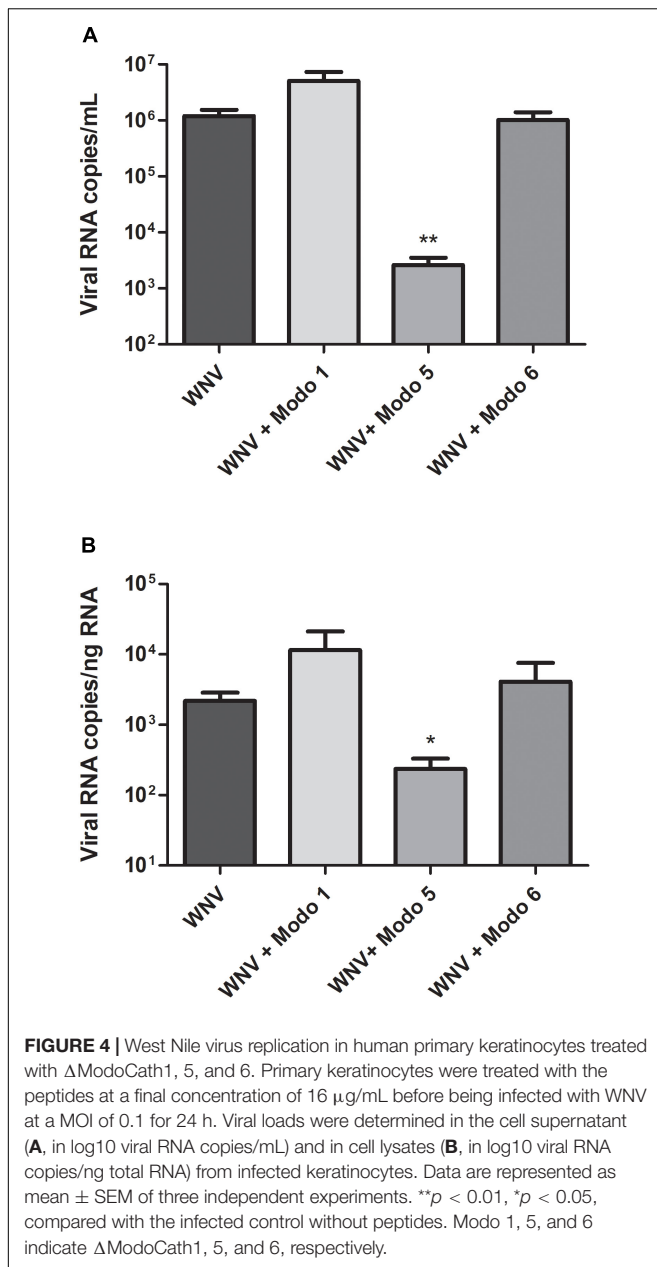 A
Viral RNA copies/mL
10⁷
10⁶
10⁵
10⁴
10³
10²
**
WNV
WNV + Modo 1
WNV+ Modo 5
WNV + Modo 6
B
Viral RNA copies/ng RNA
10⁵
10⁴
10³
10²
10¹
*
WNV
WNV + Modo 1
WNV+ Modo 5
WNV + Modo 6
FIGURE 4 | West Nile virus replication in human primary keratinocytes treated
with ΔModoCath1, 5, and 6. Primary keratinocytes were treated with the
peptides at a final concentration of 16 μg/mL before being infected with WNV
at a MOI of 0.1 for 24 h. Viral loads were determined in the cell supernatant
(A, in log10 viral RNA copies/mL) and in cell lysates (B, in log10 viral RNA
copies/ng total RNA) from infected keratinocytes. Data are represented as
mean ± SEM of three independent experiments. **p < 0.01, *p < 0.05,
compared with the infected control without peptides. Modo 1, 5, and 6
indicate ΔModoCath1, 5, and 6, respectively.